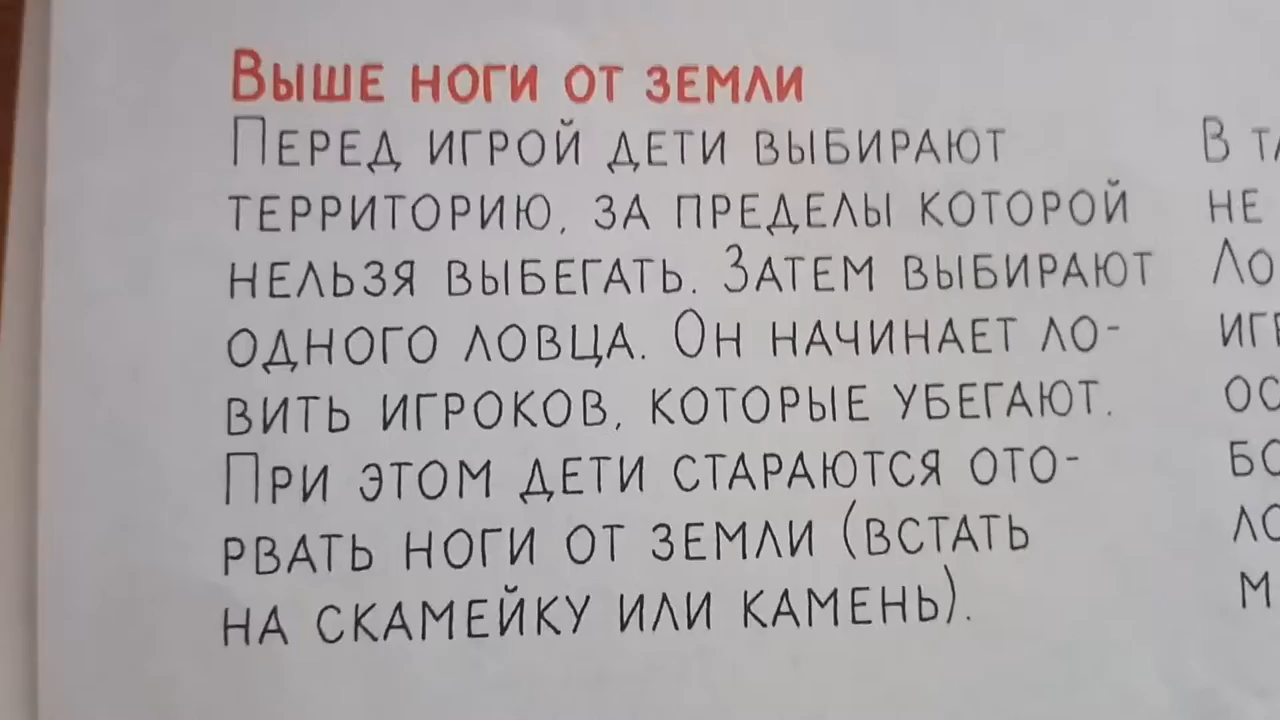 Выше ноги от земли
Перед игрой дети выбирают
территорию, за пределы которой
нельзя выбегать. Затем выбирают
одного ловца. Он начинает ло-
вить игроков, которые убегают.
При этом дети стараются ото-
рвать ноги от земли (встать
на скамейку или камень).
В
не